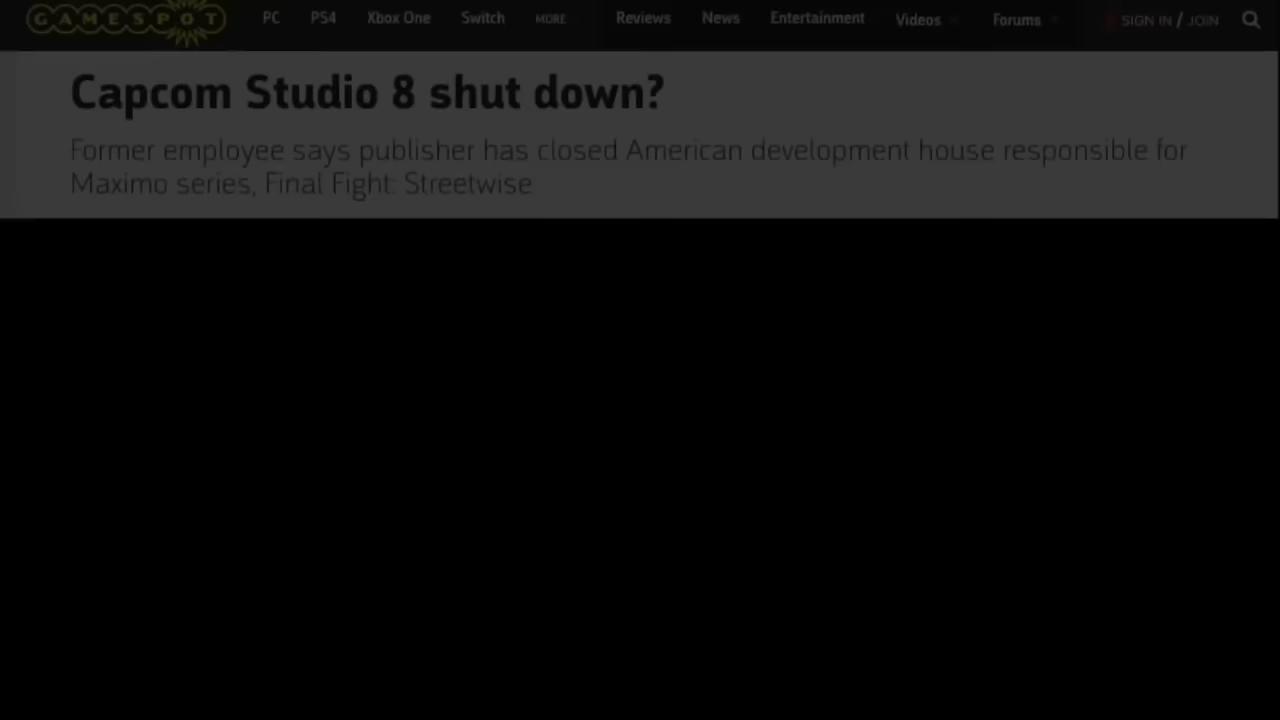 GAMESPOT PC PS4 Xbox One Switch MORE Reviews News Entertainment Videos Forums SIGN IN / JOIN
Capcom Studio 8 shut down?
Former employee says publisher has closed American development house responsible for
Maximo series, Final Fight: Streetwise